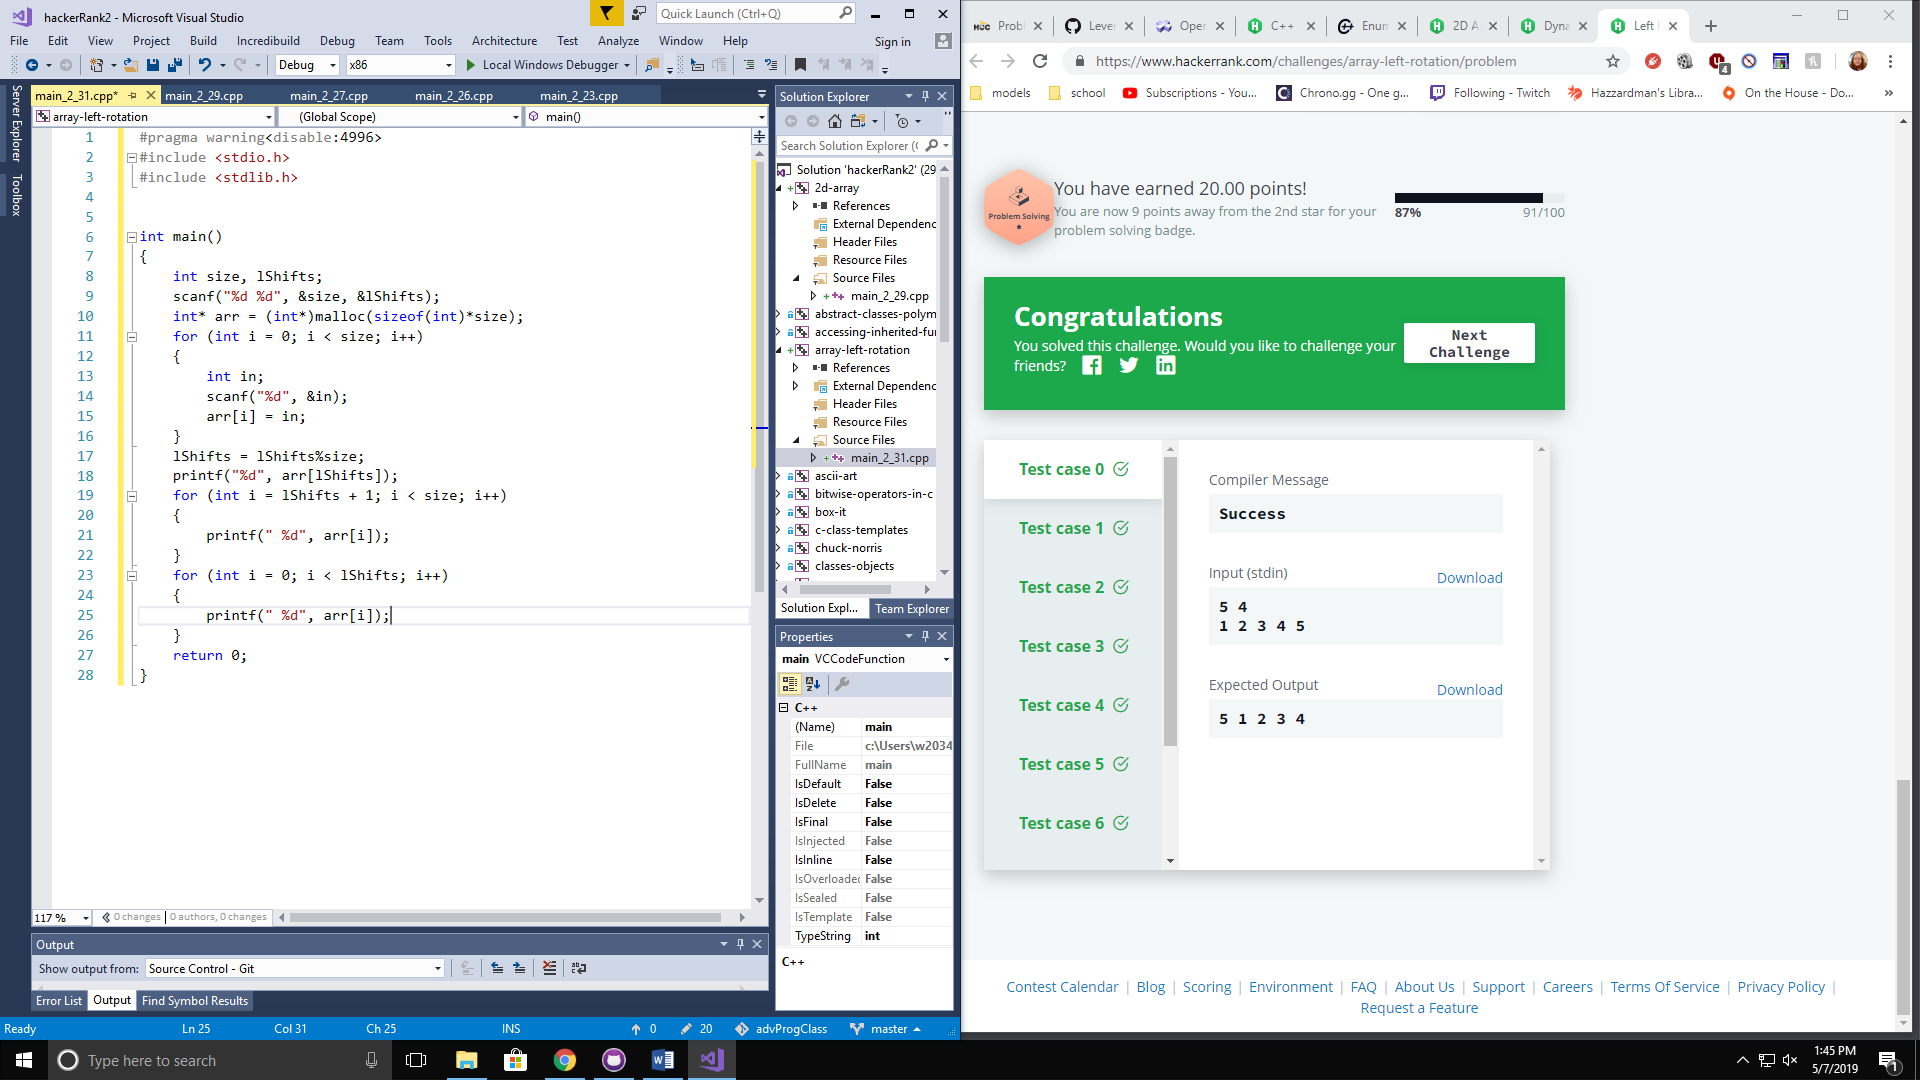 hackerRank2 - Microsoft Visual Studio
Quick Launch (Ctrl+Q)
File Edit View Project Build Incredibuild Debug Team Tools Architecture Test Analyze Window Help Sign in
Debug x86 Local Windows Debugger
Server Explorer
Toolbox
main_2_31.cpp* main_2_29.cpp main_2_27.cpp main_2_26.cpp main_2_23.cpp
array-left-rotation (Global Scope) main()
1 #pragma warning<disable:4996>
2 #include <stdio.h>
3 #include <stdlib.h>
4
5
6 int main()
7 {
8 int size, lShifts;
9 scanf("%d %d", &size, &lShifts);
10 int* arr = (int*)malloc(sizeof(int)*size);
11 for (int i = 0; i < size; i++)
12 {
13 int in;
14 scanf("%d", &in);
15 arr[i] = in;
16 }
17 lShifts = lShifts%size;
18 printf("%d", arr[lShifts]);
19 for (int i = lShifts + 1; i < size; i++)
20 {
21 printf(" %d", arr[i]);
22 }
23 for (int i = 0; i < lShifts; i++)
24 {
25 printf(" %d", arr[i]);
26 }
27 return 0;
28 }
117 % 0 changes | 0 authors, 0 changes
Output
Show output from: Source Control - Git
Error List Output Find Symbol Results
Ready Ln 25 Col 31 Ch 25 INS 0 20 advProgClass master
Solution Explorer
Search Solution Explorer (
Solution 'hackerRank2' (29
2d-array
References
External Dependenc
Header Files
Resource Files
Source Files
main_2_29.cpp
abstract-classes-polym
accessing-inherited-fur
array-left-rotation
References
External Dependenc
Header Files
Resource Files
Source Files
main_2_31.cpp
ascii-art
bitwise-operators-in-c
box-it
c-class-templates
chuck-norris
classes-objects
Solution Expl... Team Explorer
Properties
main VCCodeFunction
C++
(Name) main
File c:\Users\w2034
FullName main
IsDefault False
IsDelete False
IsFinal False
IsInjected False
IsInline False
IsOverloaded False
IsSealed False
IsTemplate False
TypeString int
C++
Probl Lever Oper C++ Enum 2D A Dyna Left
https://www.hackerrank.com/challenges/array-left-rotation/problem
4
models school Subscriptions - You... Chrono.gg - One g... Following - Twitch Hazzardman's Libra... On the House - Do... »
Problem Solving
You have earned 20.00 points!
You are now 9 points away from the 2nd star for your
problem solving badge.
87% 91/100
Congratulations
You solved this challenge. Would you like to challenge your
friends?
Next
Challenge
Test case 0
Test case 1
Test case 2
Test case 3
Test case 4
Test case 5
Test case 6
Compiler Message
Success
Input (stdin) Download
5 4
1 2 3 4 5
Expected Output Download
5 1 2 3 4
Contest Calendar | Blog | Scoring | Environment | FAQ | About Us | Support | Careers | Terms Of Service | Privacy Policy |
Request a Feature
Type here to search
1:45 PM
5/7/2019
1